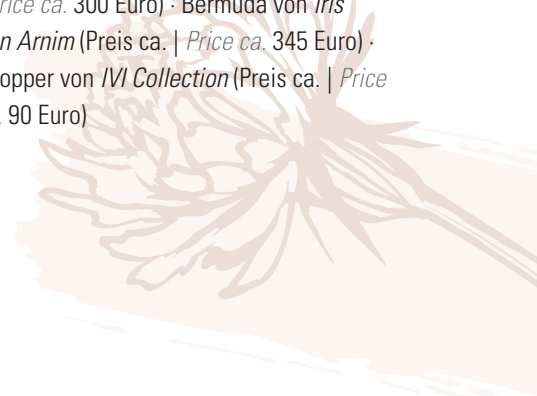 rice ca. 300 Euro) · Bermuda von Iris
n Arnim (Preis ca. | Price ca. 345 Euro) ·
opper von IVI Collection (Preis ca. | Price
. 90 Euro)